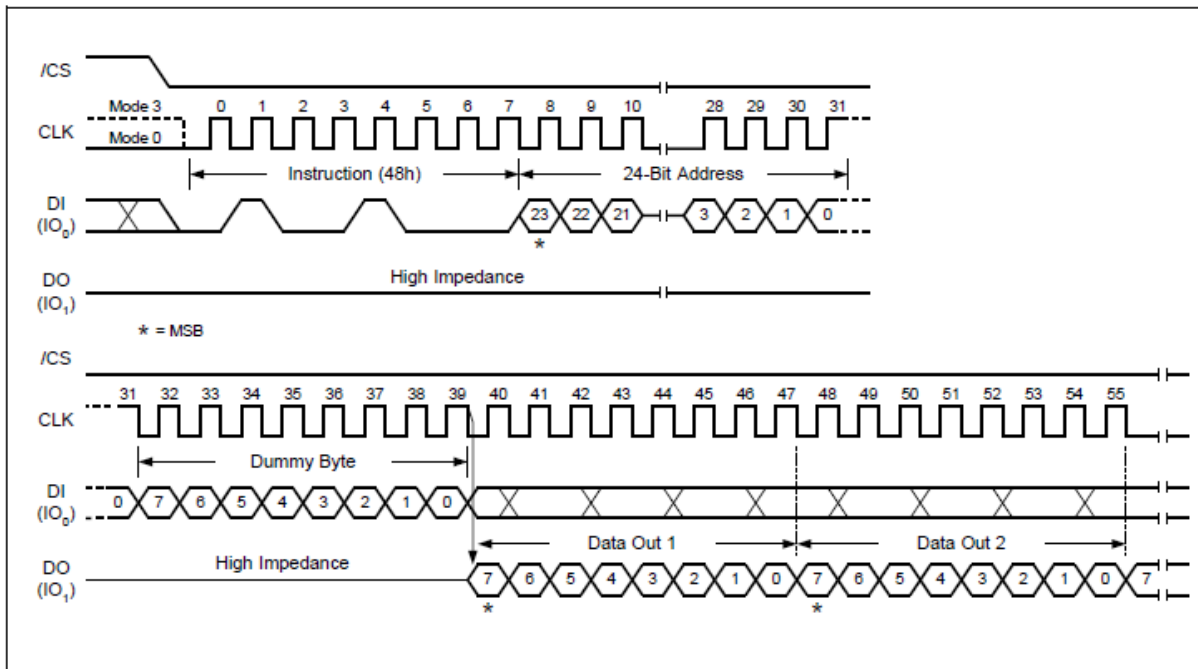 /CS
Mode 3 0 1 2 3 4 5 6 7 8 9 10 28 29 30 31
CLK
Mode 0
Instruction (48h) 24-Bit Address
DI
(IO0)
23 22 21 3 2 1 0
*
High Impedance
DO
(IO1)
* = MSB
/CS
31 32 33 34 35 36 37 38 39 40 41 42 43 44 45 46 47 48 49 50 51 52 53 54 55
CLK
Dummy Byte
DI
(IO0)
0 7 6 5 4 3 2 1 0
Data Out 1 Data Out 2
High Impedance
DO
(IO1)
7 6 5 4 3 2 1 0 7 6 5 4 3 2 1 0 7
* *